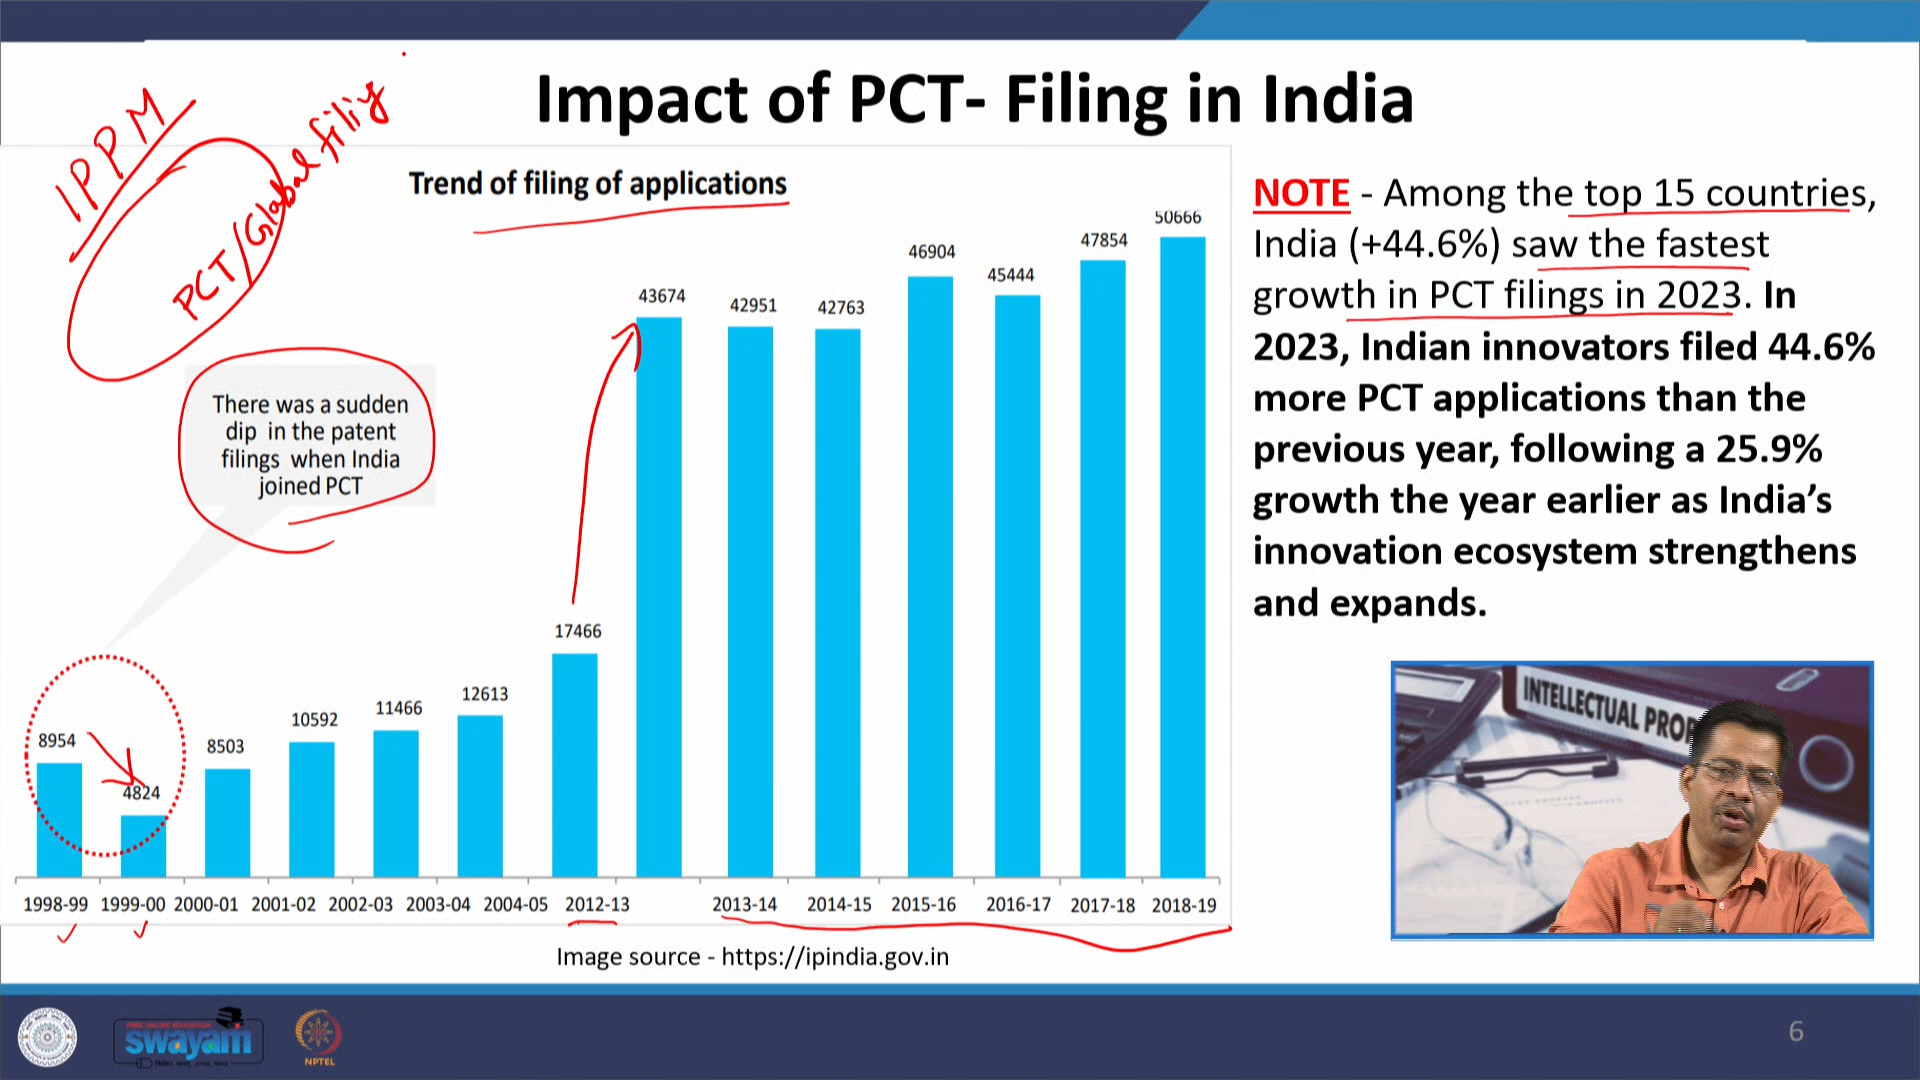 Impact of PCT- Filing in India
IPPM
PCT/Global filiy
Trend of filing of applications
There was a sudden
dip in the patent
filings when India
joined PCT
8954
4824
8503
10592
11466
12613
17466
43674
42951
42763
46904
45444
47854
50666
1998-99 1999-00 2000-01 2001-02 2002-03 2003-04 2004-05 2012-13 2013-14 2014-15 2015-16 2016-17 2017-18 2018-19
Image source - https://ipindia.gov.in
NOTE - Among the top 15 countries,
India (+44.6%) saw the fastest
growth in PCT filings in 2023. In
2023, Indian innovators filed 44.6%
more PCT applications than the
previous year, following a 25.9%
growth the year earlier as India’s
innovation ecosystem strengthens
and expands.
INTELLECTUAL PROP
swayam
NPTEL
6